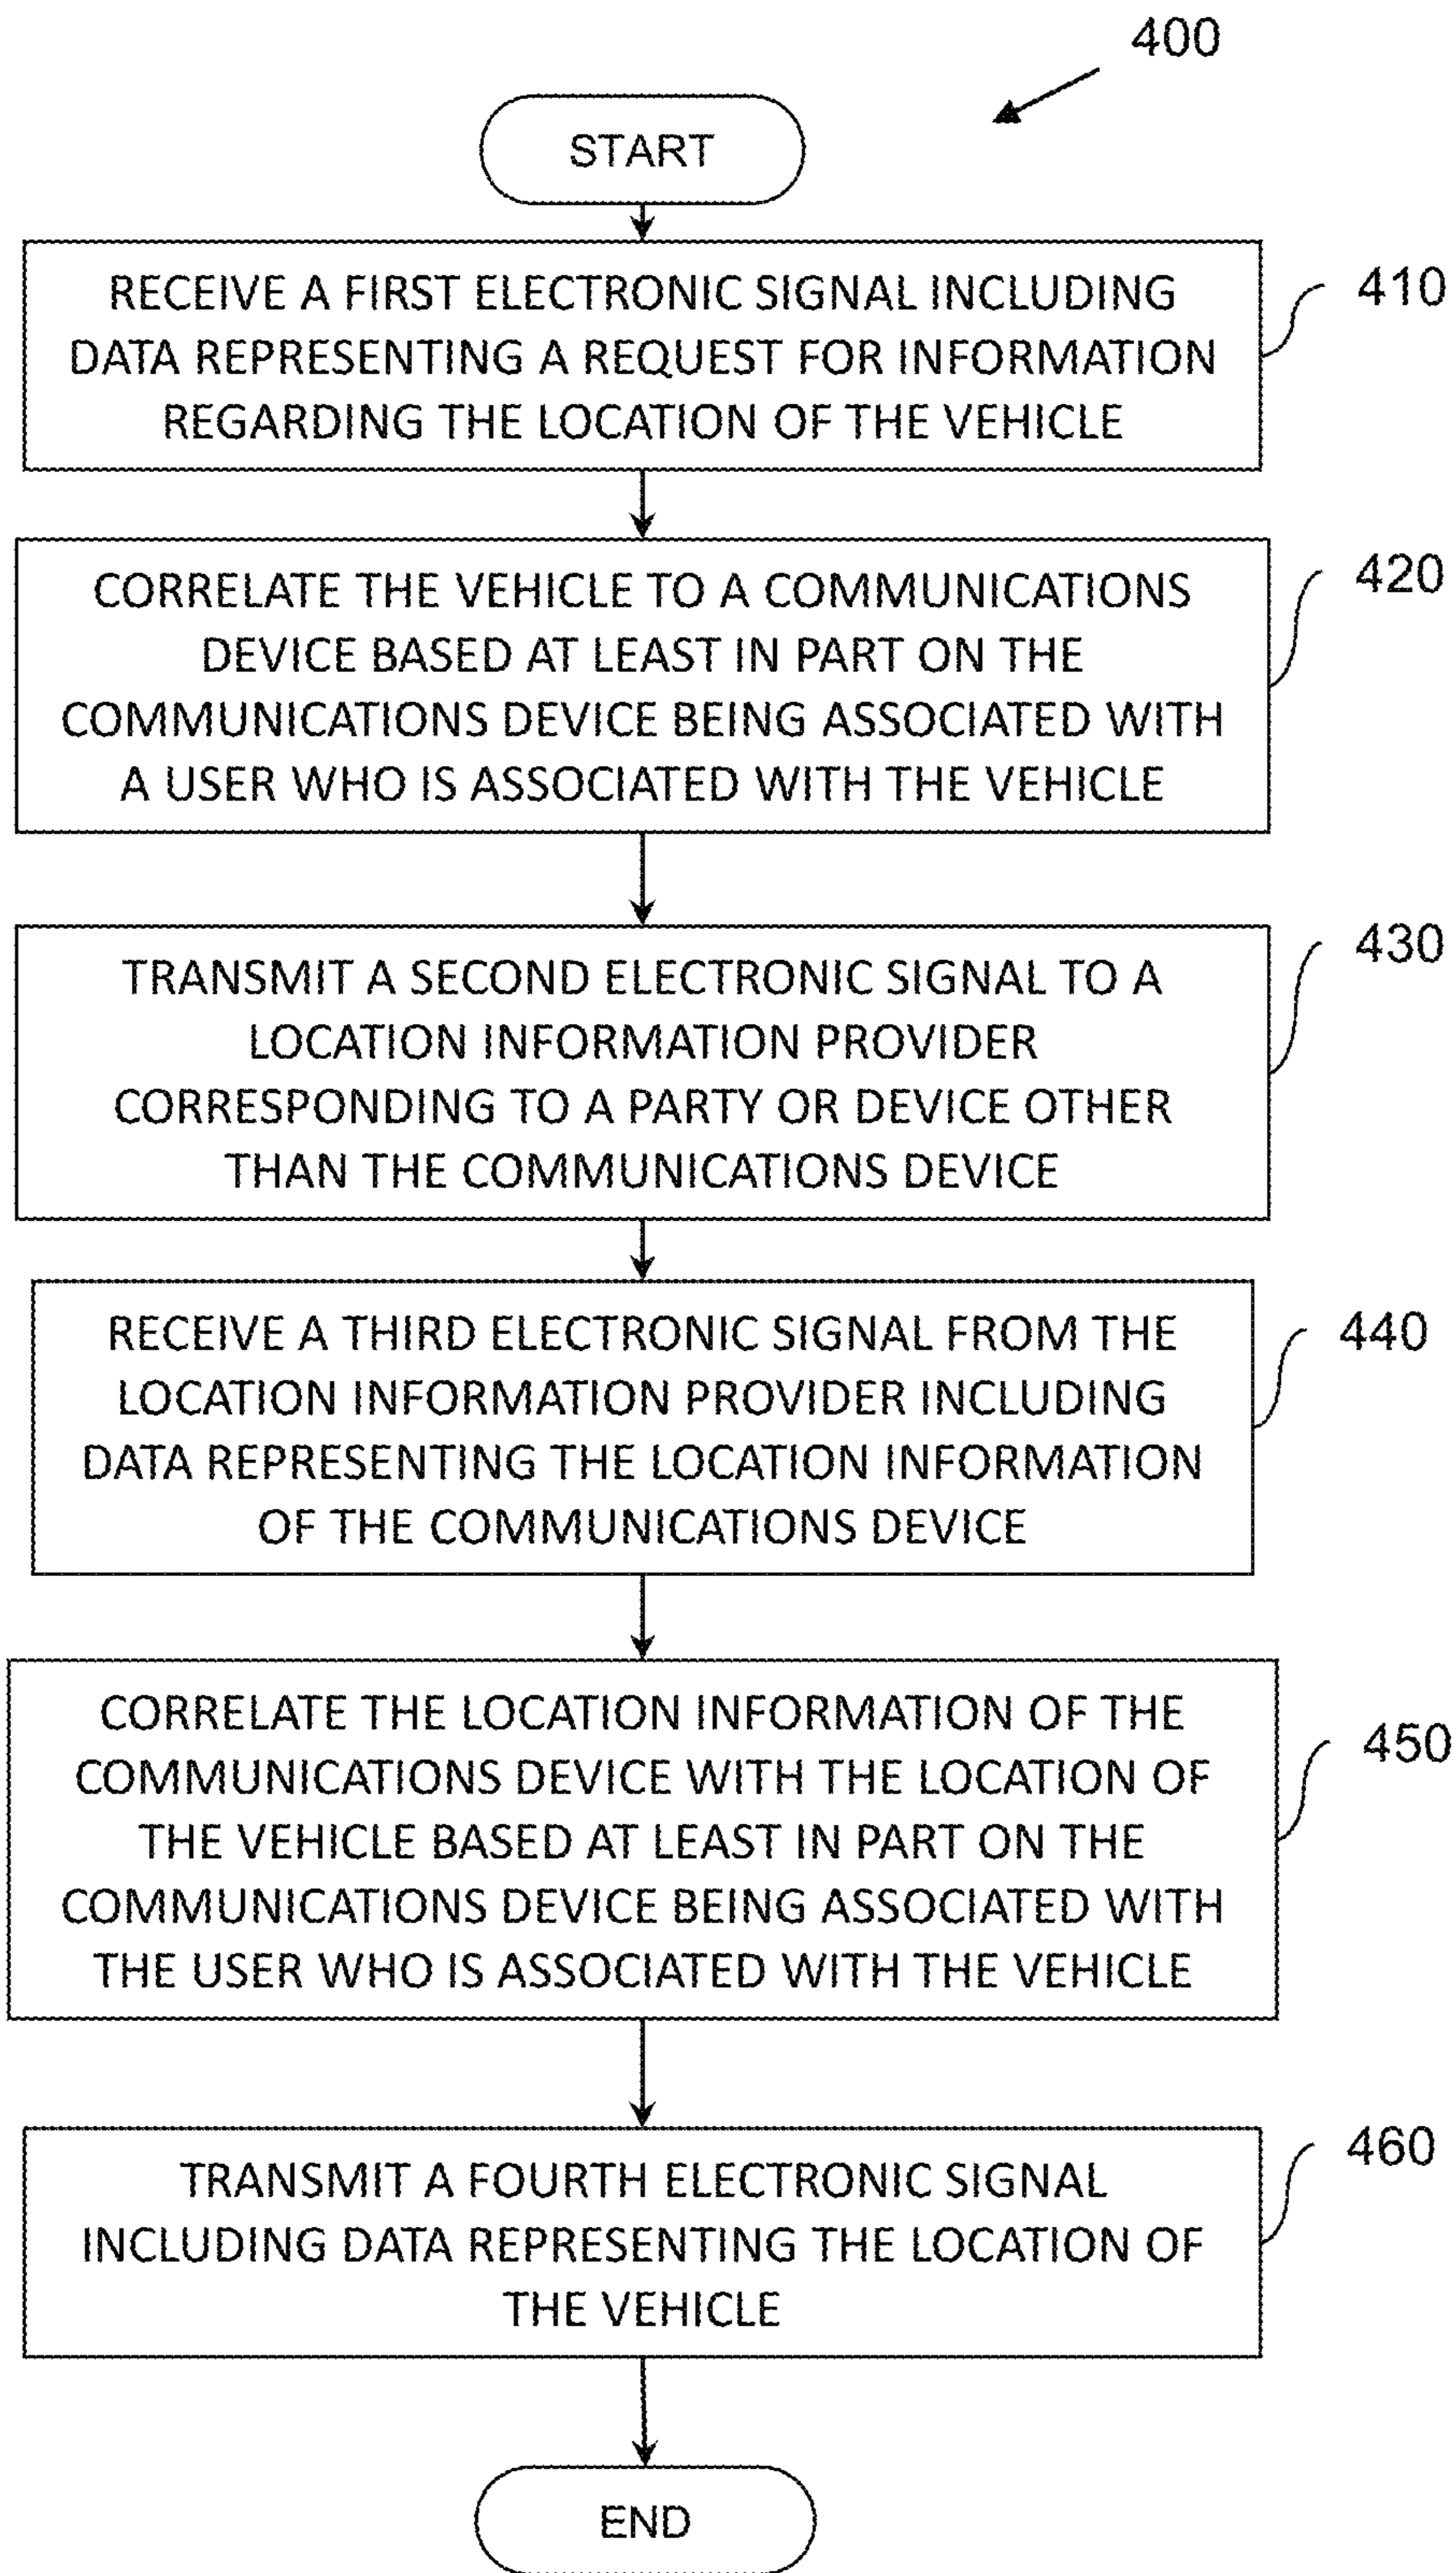 400
START
RECEIVE A FIRST ELECTRONIC SIGNAL INCLUDING
DATA REPRESENTING A REQUEST FOR INFORMATION
REGARDING THE LOCATION OF THE VEHICLE
410
CORRELATE THE VEHICLE TO A COMMUNICATIONS
DEVICE BASED AT LEAST IN PART ON THE
COMMUNICATIONS DEVICE BEING ASSOCIATED WITH
A USER WHO IS ASSOCIATED WITH THE VEHICLE
420
TRANSMIT A SECOND ELECTRONIC SIGNAL TO A
LOCATION INFORMATION PROVIDER
CORRESPONDING TO A PARTY OR DEVICE OTHER
THAN THE COMMUNICATIONS DEVICE
430
RECEIVE A THIRD ELECTRONIC SIGNAL FROM THE
LOCATION INFORMATION PROVIDER INCLUDING
DATA REPRESENTING THE LOCATION INFORMATION
OF THE COMMUNICATIONS DEVICE
440
CORRELATE THE LOCATION INFORMATION OF THE
COMMUNICATIONS DEVICE WITH THE LOCATION OF
THE VEHICLE BASED AT LEAST IN PART ON THE
COMMUNICATIONS DEVICE BEING ASSOCIATED WITH
THE USER WHO IS ASSOCIATED WITH THE VEHICLE
450
TRANSMIT A FOURTH ELECTRONIC SIGNAL
INCLUDING DATA REPRESENTING THE LOCATION OF
THE VEHICLE
460
END